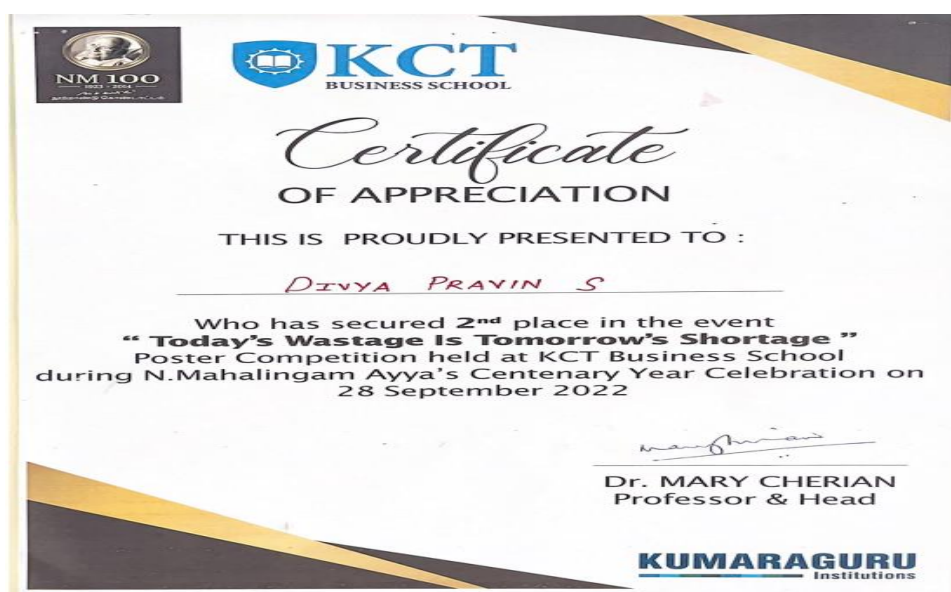 NM 100
1923 - 2014
KCT
BUSINESS SCHOOL
Certificate
OF APPRECIATION
THIS IS PROUDLY PRESENTED TO :
DIVYA PRAVIN S
Who has secured 2nd place in the event
“ Today’s Wastage Is Tomorrow’s Shortage ”
Poster Competition held at KCT Business School
during N.Mahalingam Ayya’s Centenary Year Celebration on
28 September 2022
Dr. MARY CHERIAN
Professor & Head
KUMARAGURU
Institutions